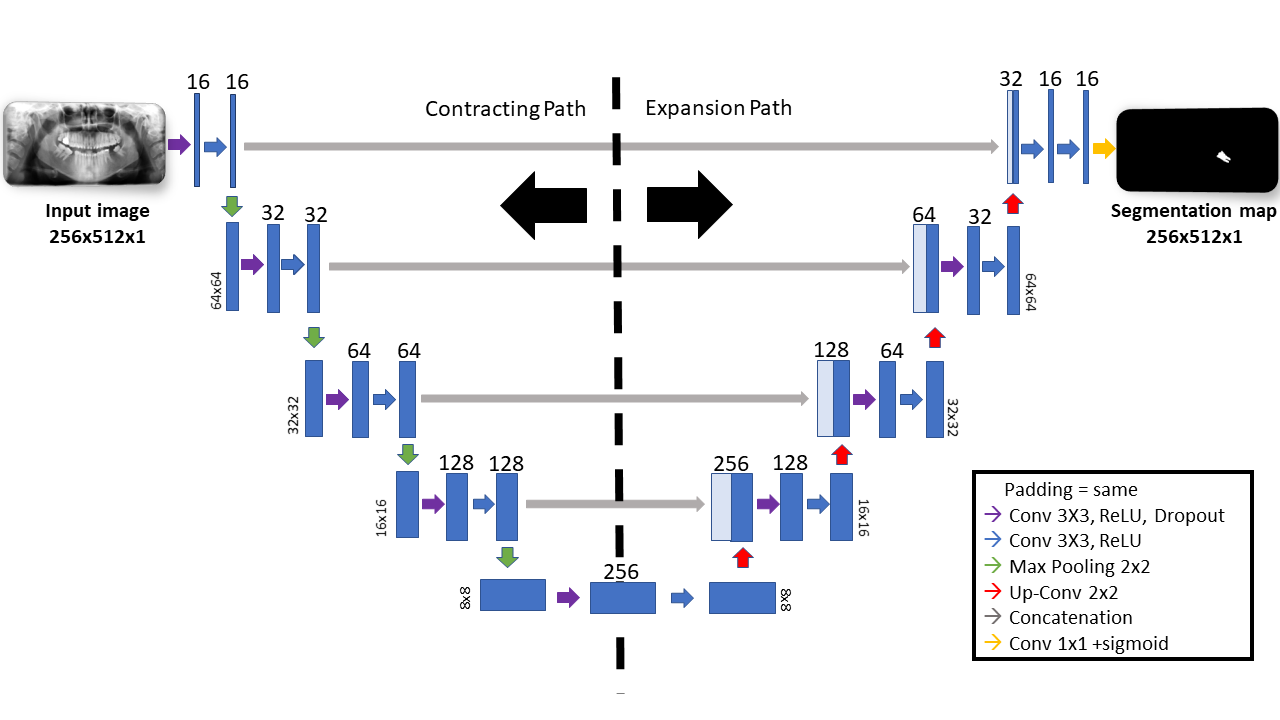 16 16
Contracting Path
Expansion Path
32 16 16
Input image
256x512x1
Segmentation map
256x512x1
32 32
64 32
64x64
64x64
64 64
128 64
32x32
32x32
128 128
256 128
16x16
16x16
256
8x8
8x8
Padding = same
Conv 3X3, ReLU, Dropout
Conv 3X3, ReLU
Max Pooling 2x2
Up-Conv 2x2
Concatenation
Conv 1x1 +sigmoid